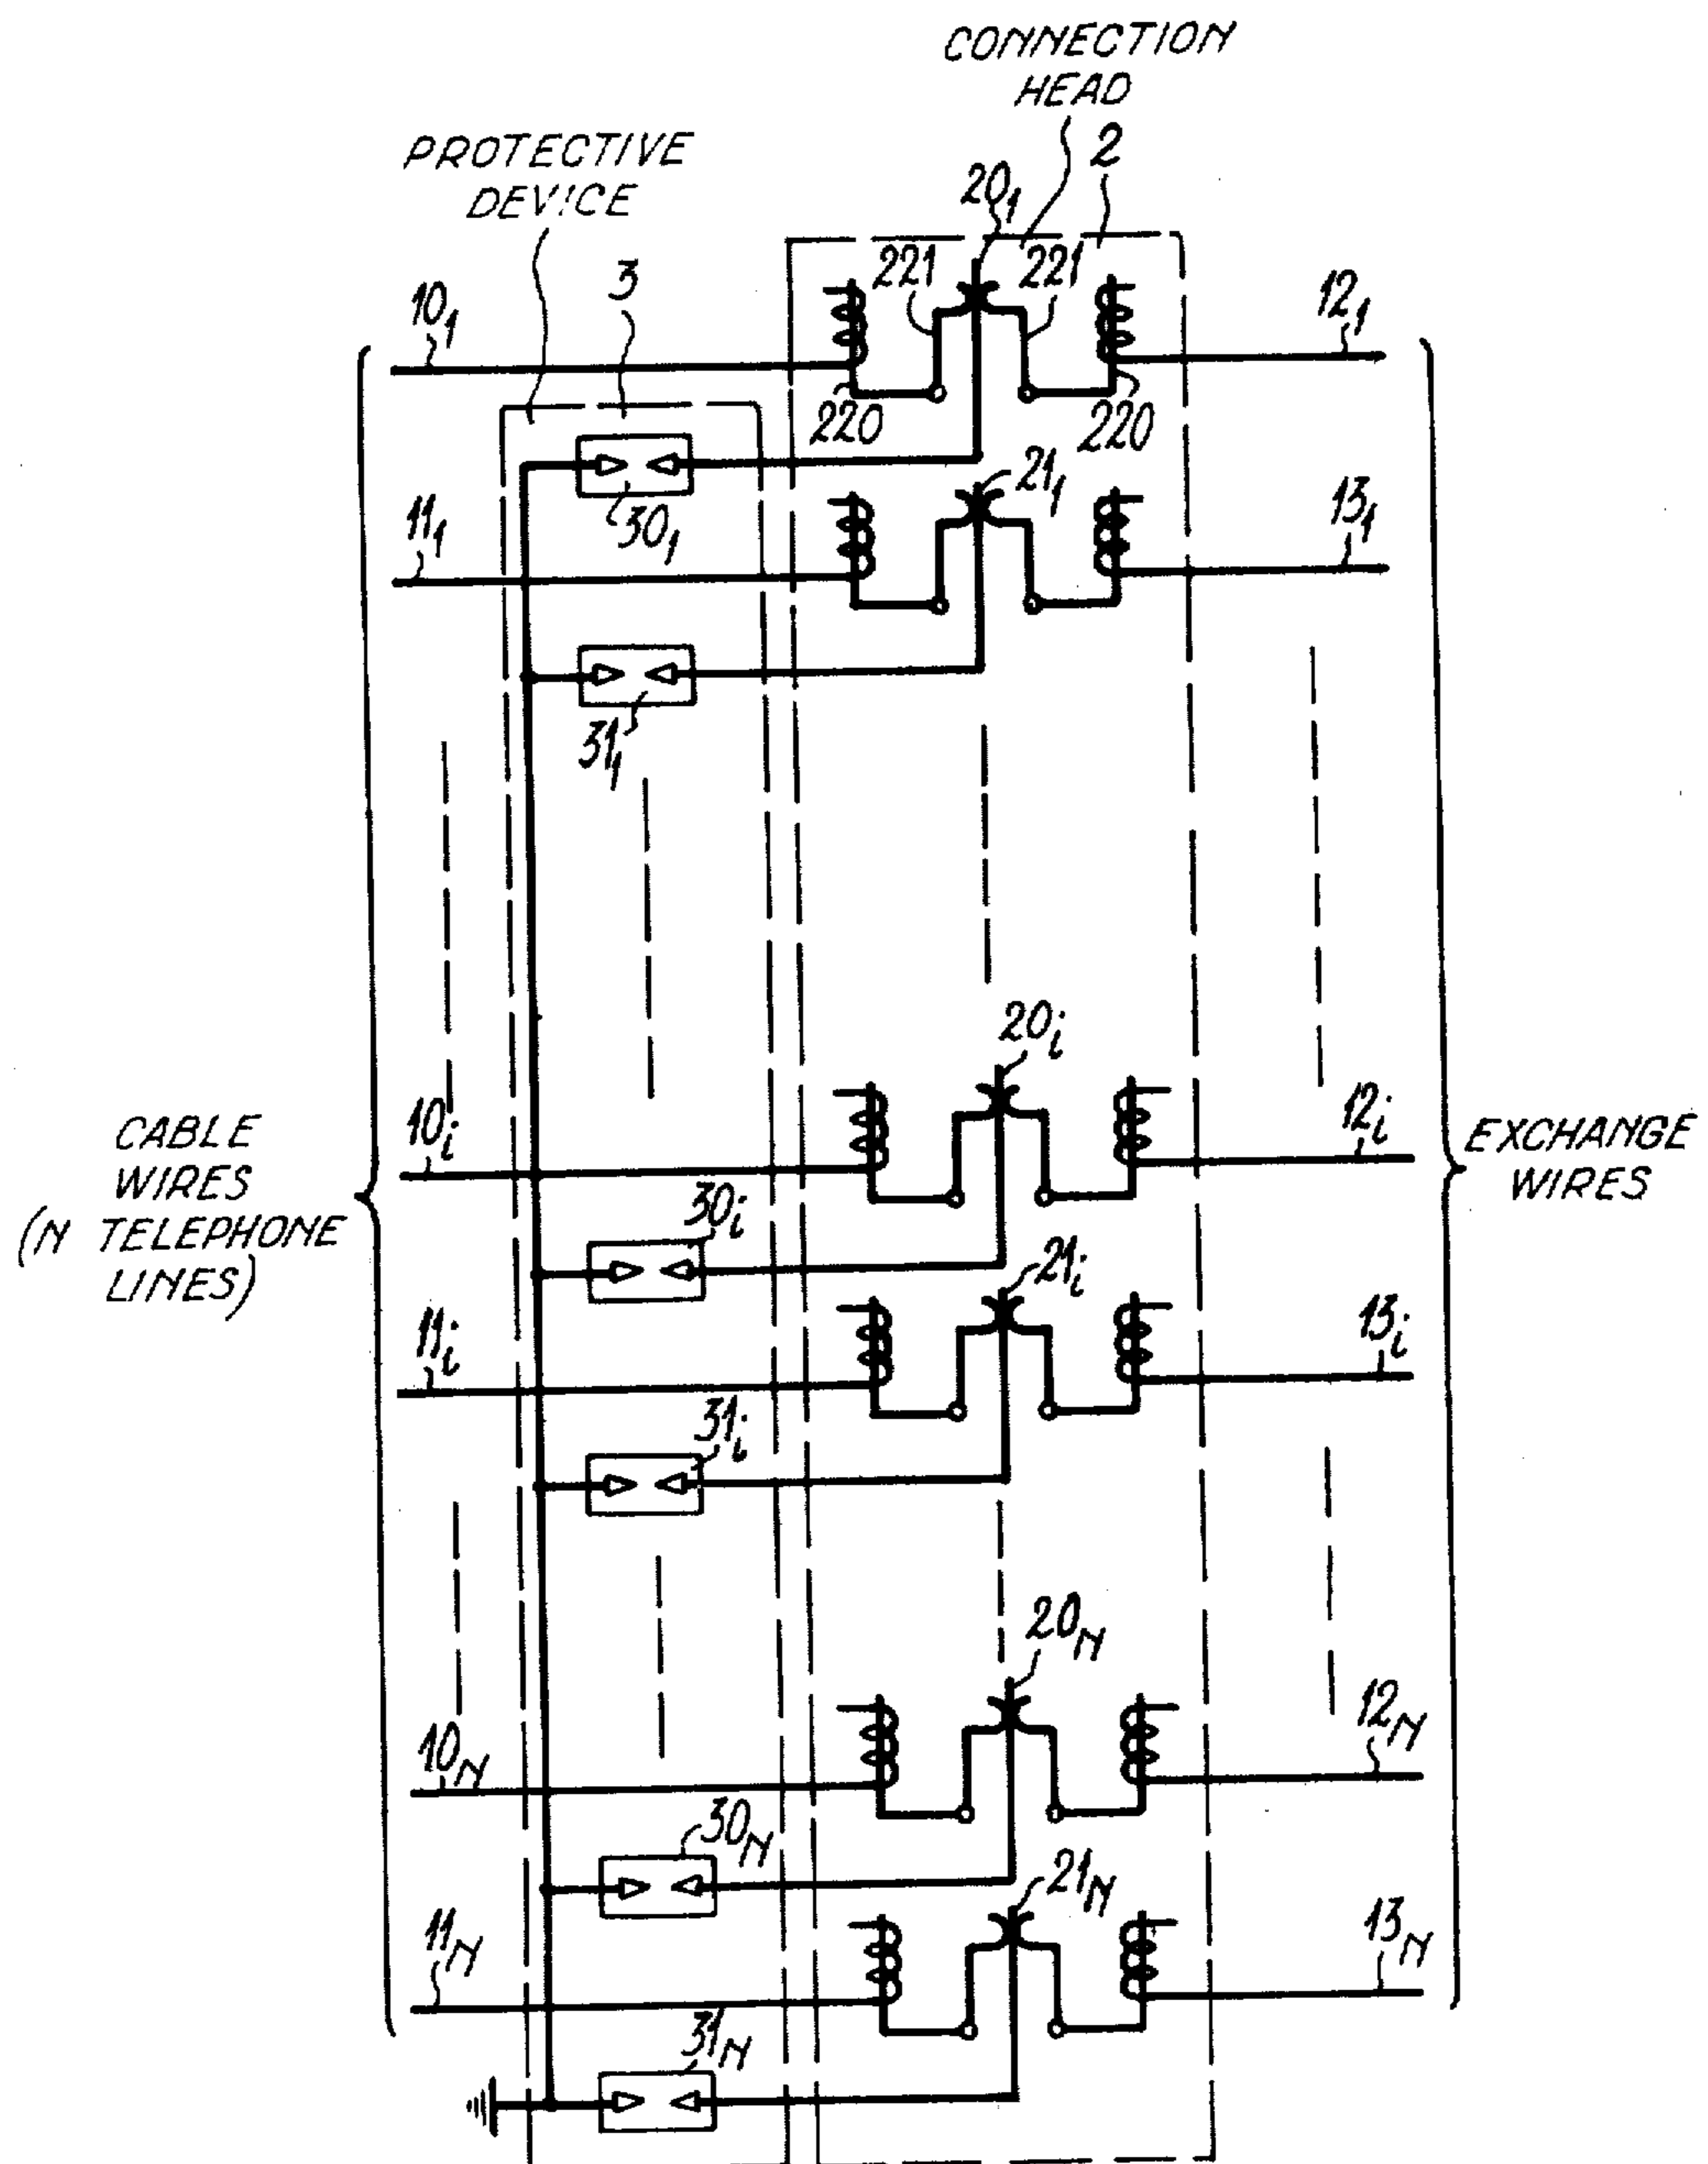 CONNECTION
HEAD
2
PROTECTIVE
DEVICE
20₁
3
221
221
10₁
12₁
220
220
30₁
21₁
11₁
13₁
31₁
20ᵢ
10ᵢ
12ᵢ
CABLE
WIRES
(N TELEPHONE
LINES)
EXCHANGE
WIRES
30ᵢ
21ᵢ
11ᵢ
13ᵢ
31ᵢ
20N
10N
12N
30N
21N
11N
13N
31N